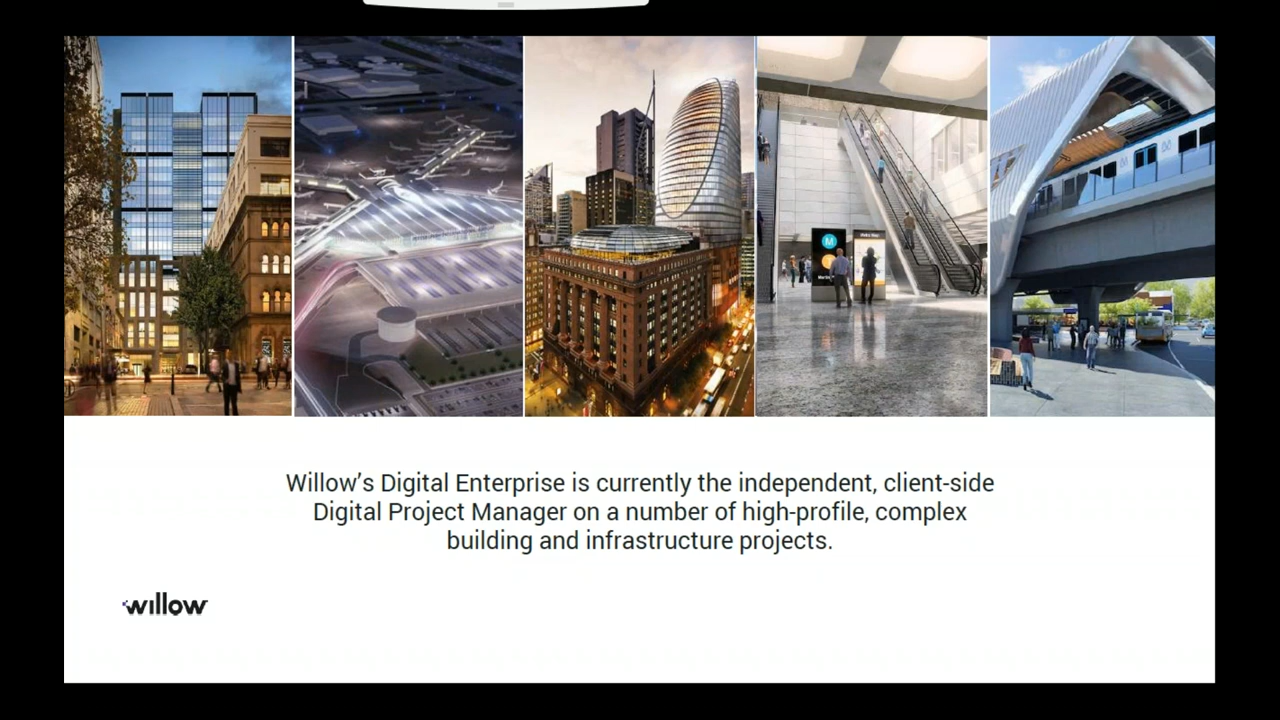 M
Willow's Digital Enterprise is currently the independent, client-side
Digital Project Manager on a number of high-profile, complex
building and infrastructure projects.
willow